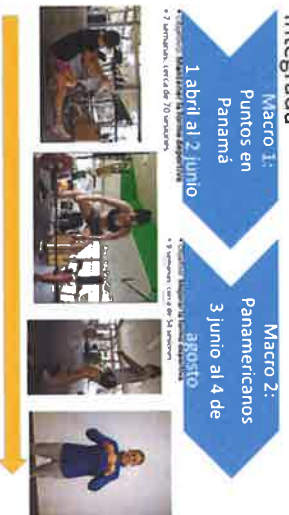 integrada
Macro 1:
Puntos en
Panamá
1 abril al 2 junio
• 7 semanas, cerca de 70 sesiones.
Macro 2:
Panamericanos
3 junio al 4 de
agosto
• 9 semanas, cerca de 54 sesiones